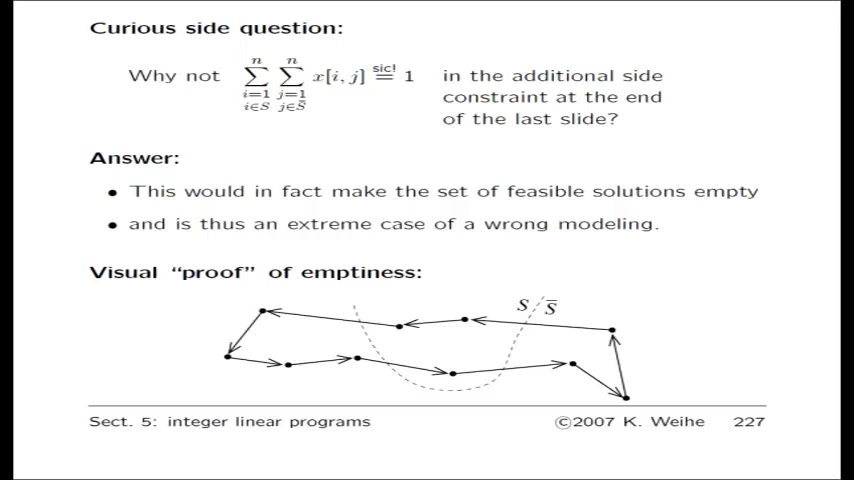 Curious side question:
Why not ∑_{i=1, i∈S}^{n} ∑_{j=1, j∈S̄}^{n} x[i, j] =^{sic!} 1 in the additional side
constraint at the end
of the last slide?
Answer:
• This would in fact make the set of feasible solutions empty
• and is thus an extreme case of a wrong modeling.
Visual “proof” of emptiness:
S S̄
Sect. 5: integer linear programs ©2007 K. Weihe 227